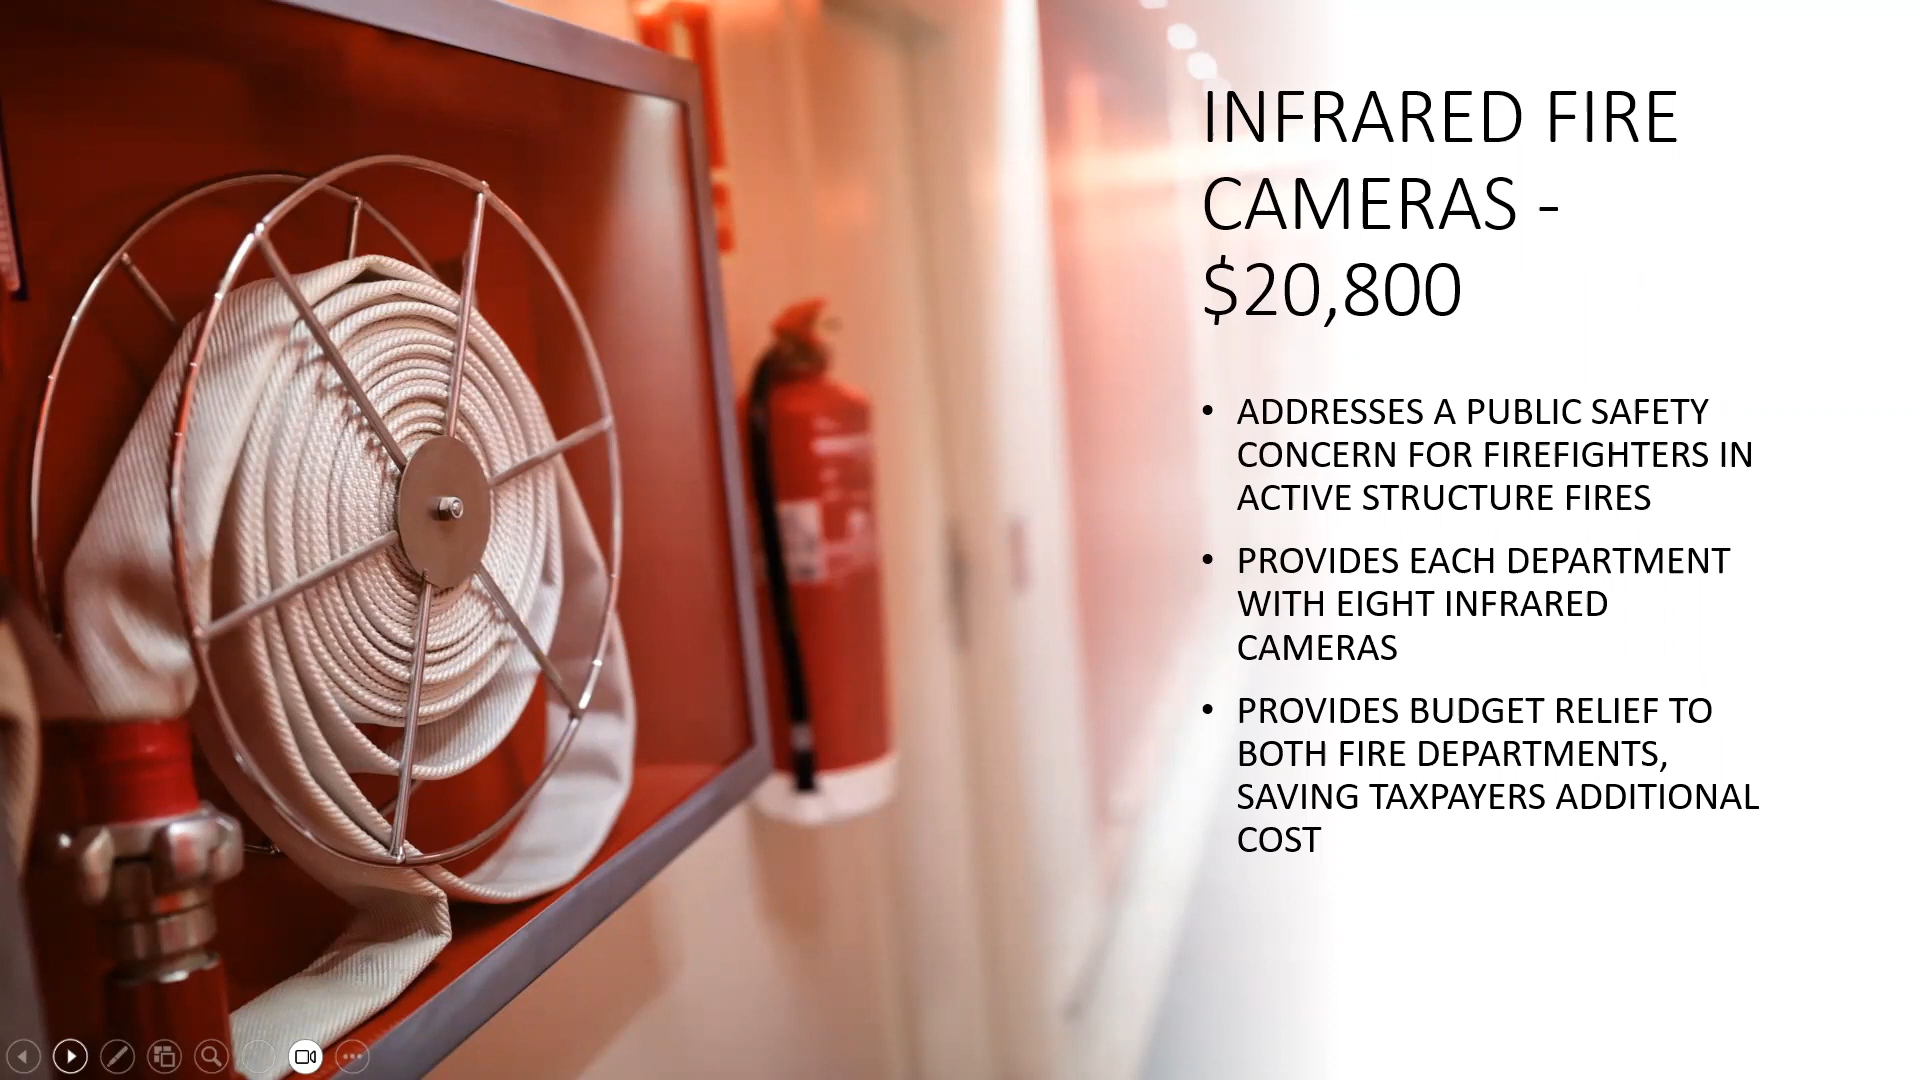 INFRARED FIRE
CAMERAS -
$20,800
• ADDRESSES A PUBLIC SAFETY
CONCERN FOR FIREFIGHTERS IN
ACTIVE STRUCTURE FIRES
• PROVIDES EACH DEPARTMENT
WITH EIGHT INFRARED
CAMERAS
• PROVIDES BUDGET RELIEF TO
BOTH FIRE DEPARTMENTS,
SAVING TAXPAYERS ADDITIONAL
COST